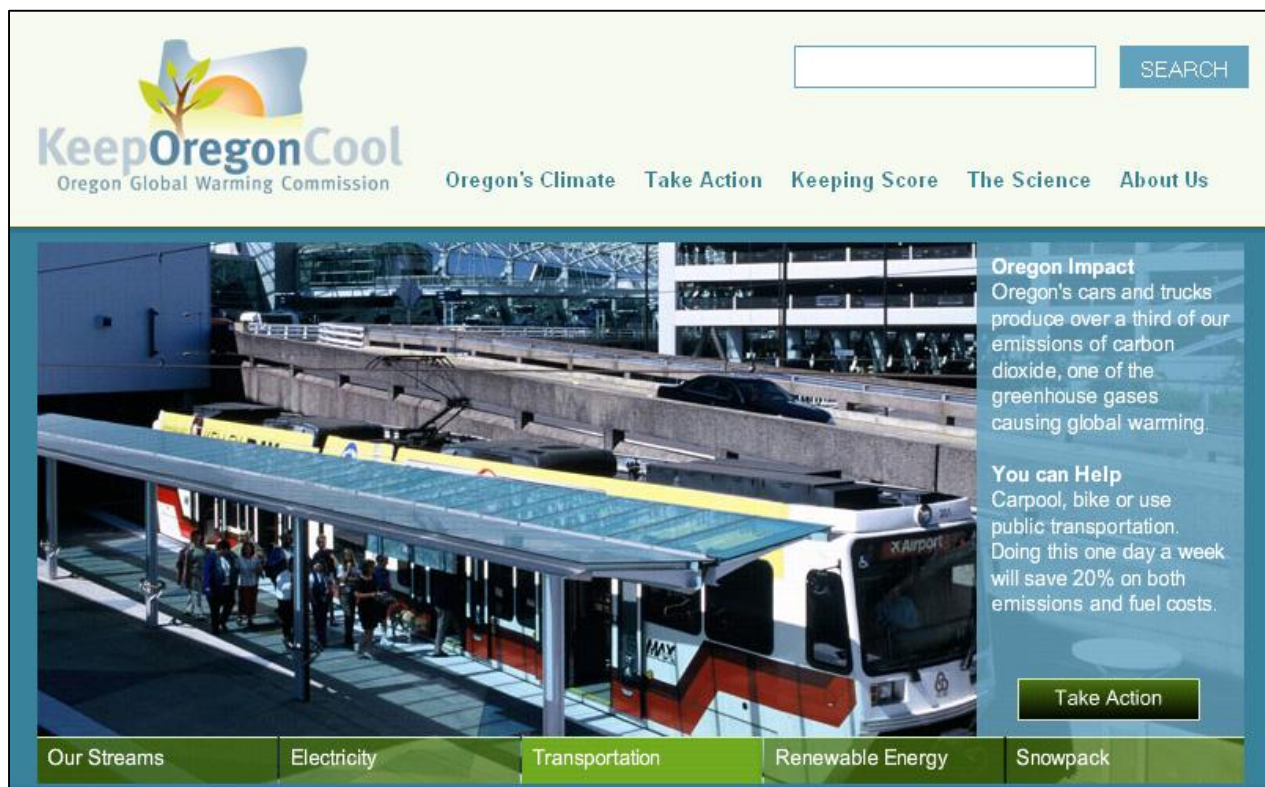 SEARCH
KeepOregonCool
Oregon Global Warming Commission
Oregon's Climate Take Action Keeping Score The Science About Us
Oregon Impact
Oregon's cars and trucks
produce over a third of our
emissions of carbon
dioxide, one of the
greenhouse gases
causing global warming.
You can Help
Carpool, bike or use
public transportation.
Doing this one day a week
will save 20% on both
emissions and fuel costs.
Airport
MAX
Take Action
Our Streams Electricity Transportation Renewable Energy Snowpack